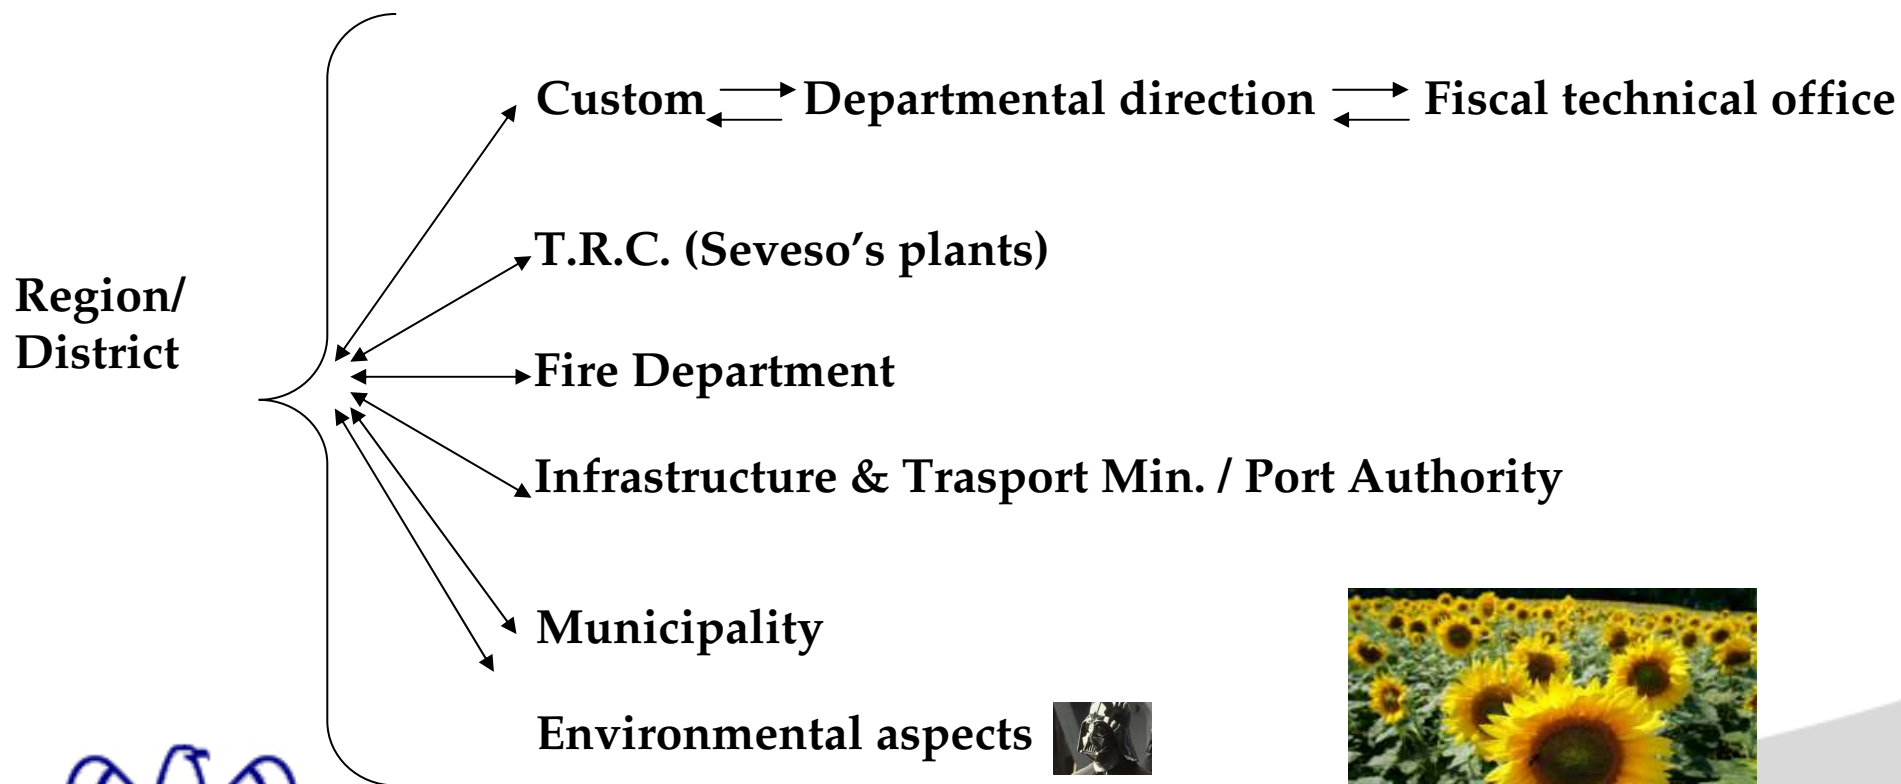 Custom Departmental direction Fiscal technical office
T.R.C. (Seveso’s plants)
Region/
District
Fire Department
Infrastructure & Trasport Min. / Port Authority
Municipality
Environmental aspects